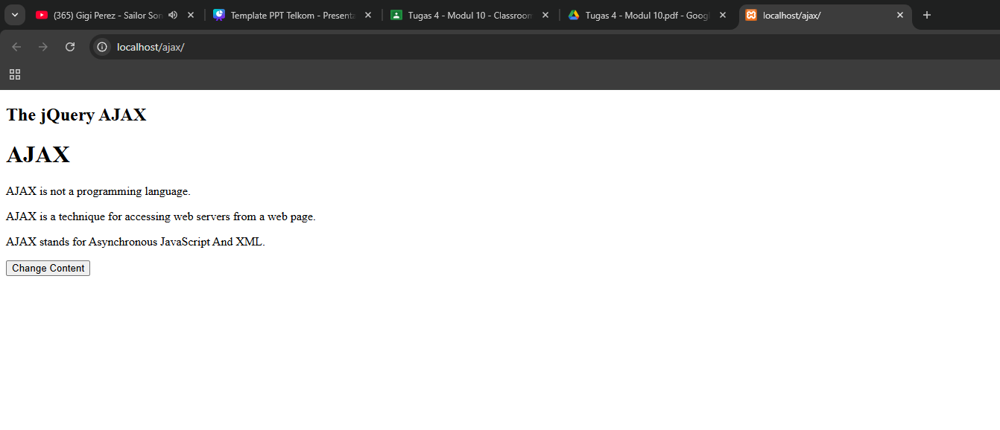 (365) Gigi Perez - Sailor Son
Template PPT Telkom - Presenta
Tugas 4 - Modul 10 - Classroom
Tugas 4 - Modul 10.pdf - Goog
localhost/ajax/
localhost/ajax/
The jQuery AJAX
AJAX
AJAX is not a programming language.
AJAX is a technique for accessing web servers from a web page.
AJAX stands for Asynchronous JavaScript And XML.
Change Content